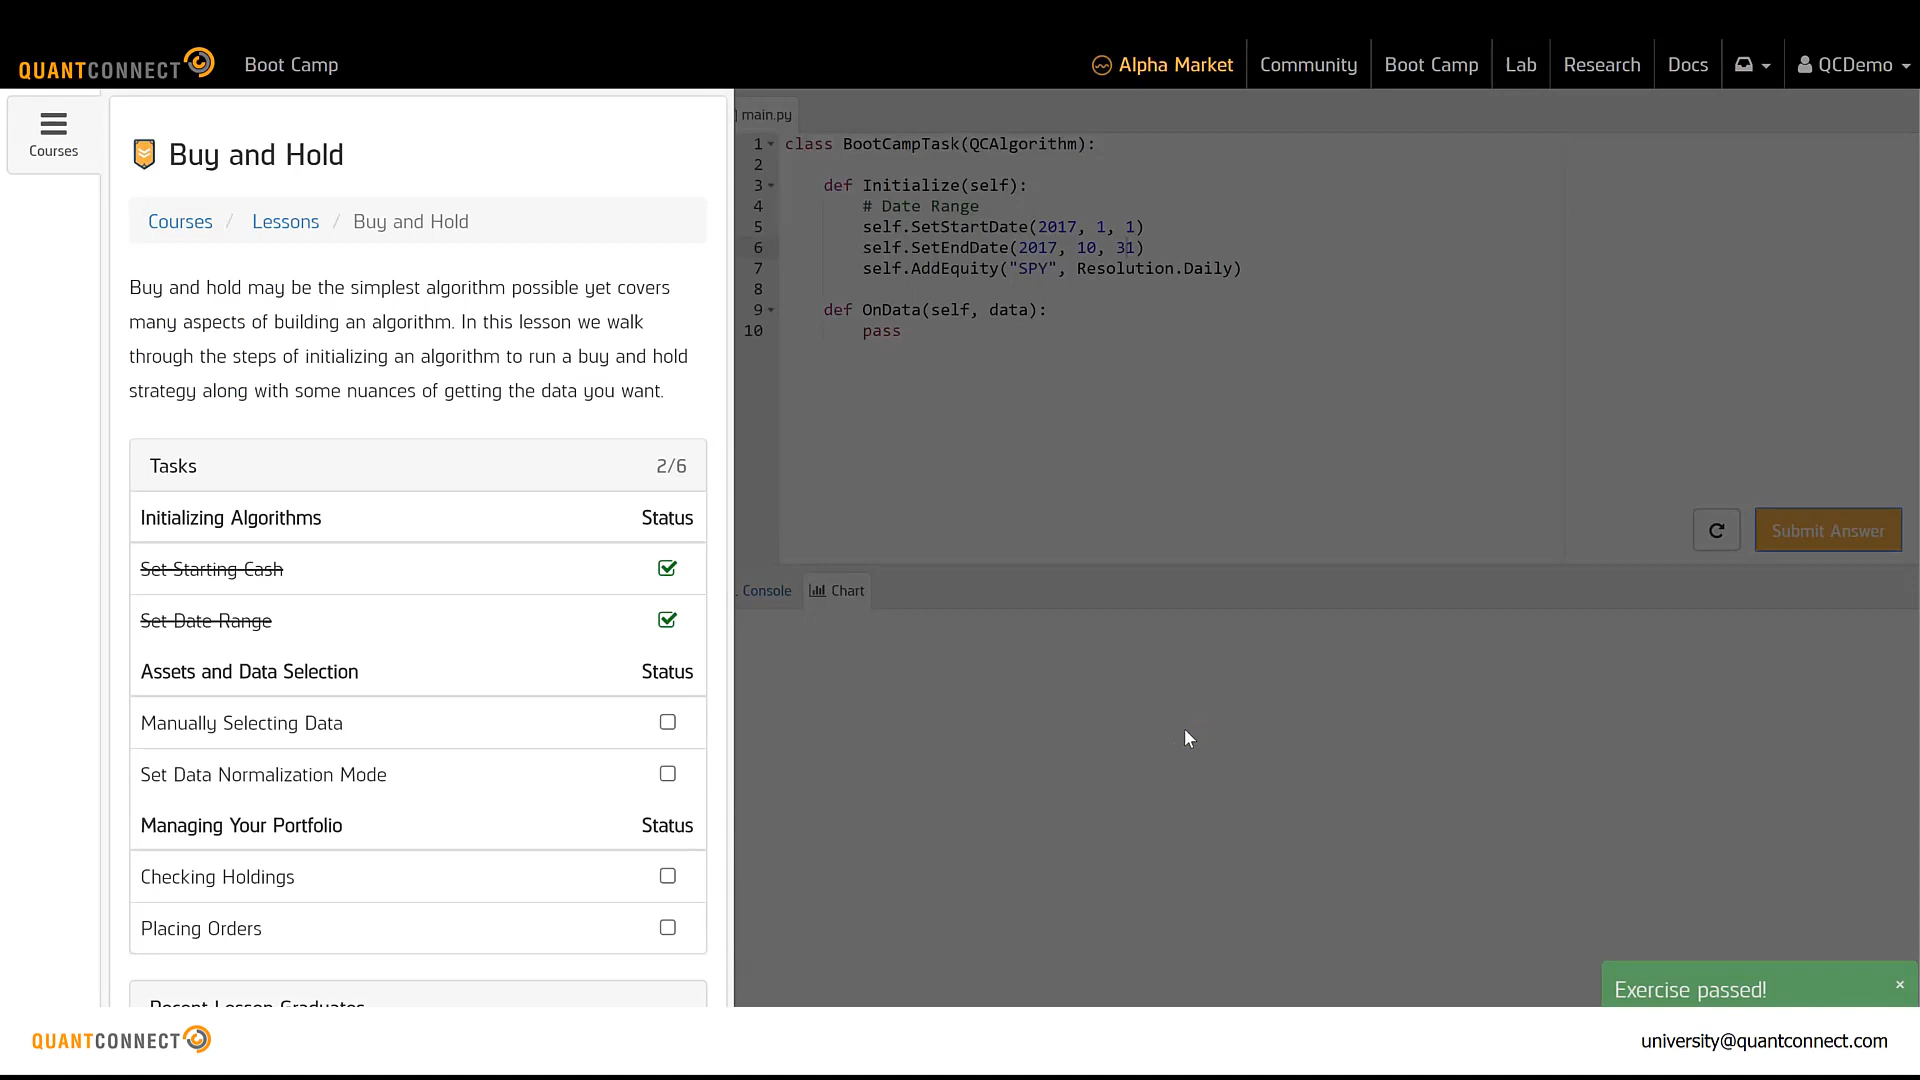 QUANTCONNECT
Boot Camp
Alpha Market
Community
Boot Camp
Lab
Research
Docs
QCDemo
Courses
Buy and Hold
Courses / Lessons / Buy and Hold
Buy and hold may be the simplest algorithm possible yet covers
many aspects of building an algorithm. In this lesson we walk
through the steps of initializing an algorithm to run a buy and hold
strategy along with some nuances of getting the data you want.
Tasks 2/6
Initializing Algorithms Status
Set Starting Cash
Set Date Range
Assets and Data Selection Status
Manually Selecting Data
Set Data Normalization Mode
Managing Your Portfolio Status
Checking Holdings
Placing Orders
Recent Lesson Graduates
main.py
1 class BootCampTask(QCAlgorithm):
2
3 def Initialize(self):
4 # Date Range
5 self.SetStartDate(2017, 1, 1)
6 self.SetEndDate(2017, 10, 31)
7 self.AddEquity("SPY", Resolution.Daily)
8
9 def OnData(self, data):
10 pass
Submit Answer
Console
Chart
Exercise passed! ×
QUANTCONNECT
university@quantconnect.com